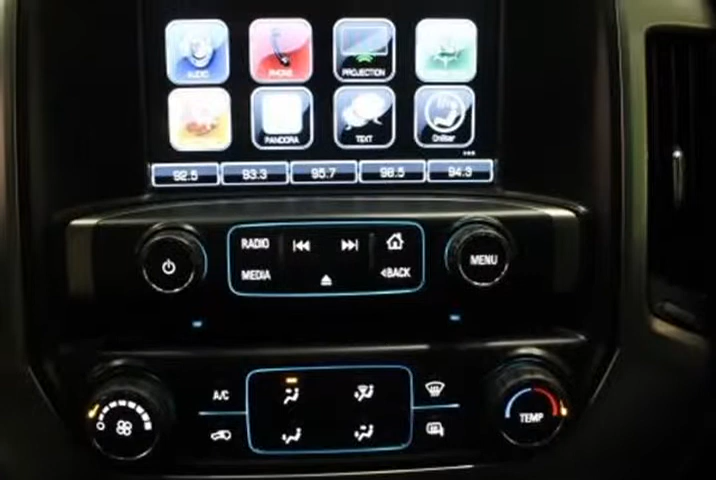 AUDIO PHONE PROJECTION
PANDORA TEXT OnStar
92.5 93.3 95.7 98.5 94.3
RADIO
MEDIA BACK
MENU
A/C
TEMP